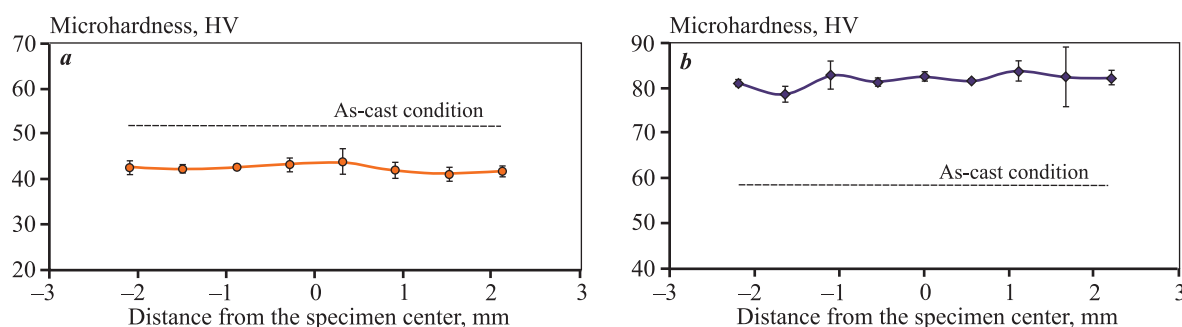 Microhardness, HV
70
60
50
40
30
20
a
As-cast condition
–3 –2 –1 0 1 2 3
Distance from the specimen center, mm
Microhardness, HV
90
80
70
60
50
40
b
As-cast condition
–3 –2 –1 0 1 2 3
Distance from the specimen center, mm